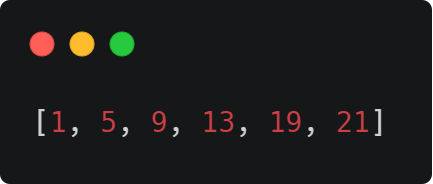 [1, 5, 9, 13, 19, 21]